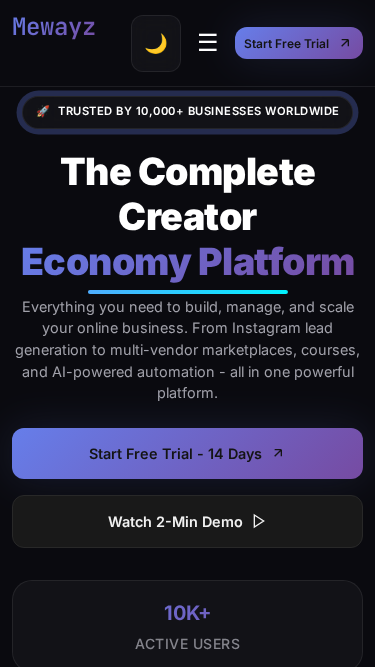 Mewayz
Start Free Trial
🚀 TRUSTED BY 10,000+ BUSINESSES WORLDWIDE
The Complete
Creator
Economy Platform
Everything you need to build, manage, and scale
your online business. From Instagram lead
generation to multi-vendor marketplaces, courses,
and AI-powered automation - all in one powerful
platform.
Start Free Trial - 14 Days
Watch 2-Min Demo
10K+
ACTIVE USERS